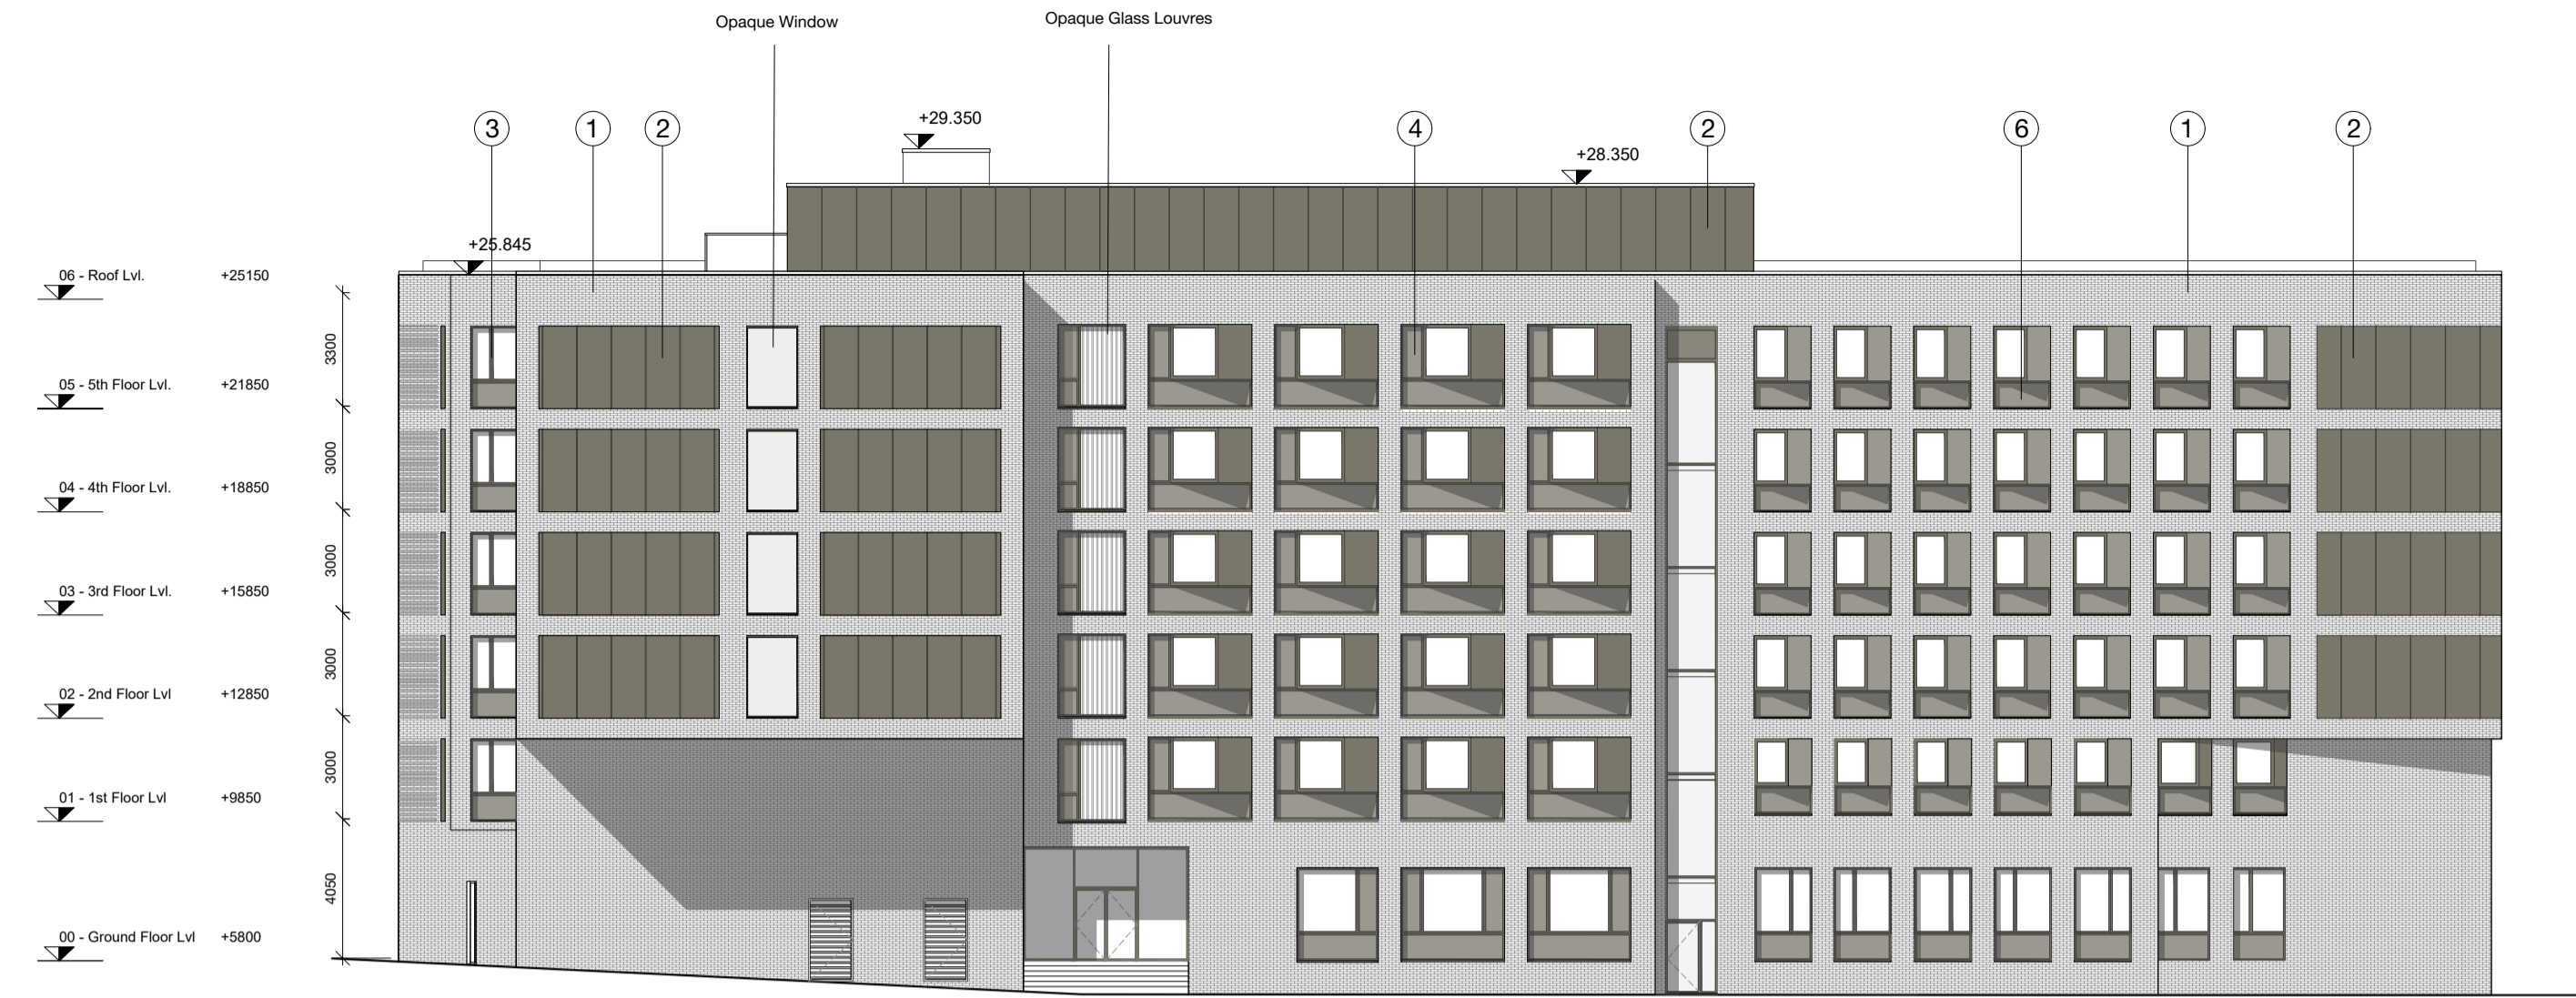 Opaque Window
Opaque Glass Louvres
3
1
2
+29.350
4
+28.350
2
6
1
2
+25.845
06 - Roof Lvl. +25150
3300
05 - 5th Floor Lvl. +21850
3000
04 - 4th Floor Lvl. +18850
3000
03 - 3rd Floor Lvl. +15850
3000
02 - 2nd Floor Lvl +12850
3000
01 - 1st Floor Lvl +9850
4050
00 - Ground Floor Lvl +5800